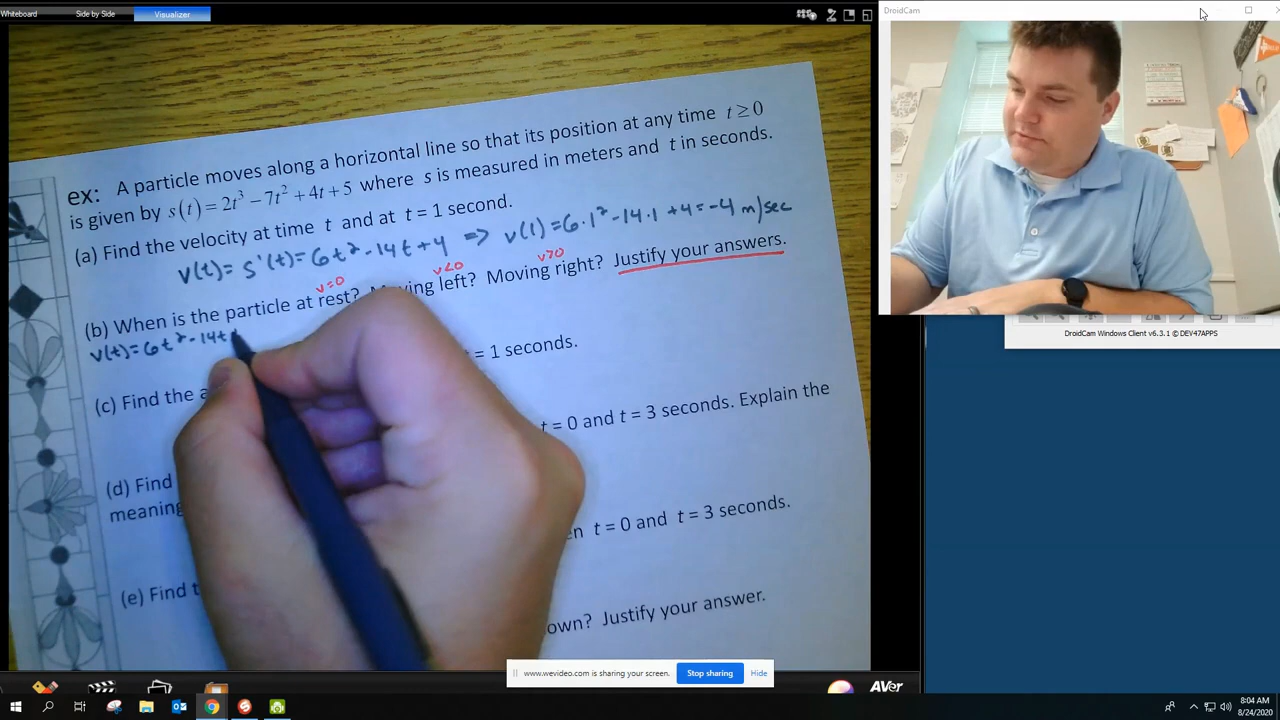 Whiteboard Side by Side Visualizer
DroidCam
ex: A particle moves along a horizontal line so that its position at any time t ≥ 0
is given by s(t) = 2t³ − 7t² + 4t + 5 where s is measured in meters and t in seconds.
(a) Find the velocity at time t and at t = 1 second.
v(t) = s'(t) = 6t² - 14t + 4 => v(1) = 6·1² - 14·1 + 4 = -4 m/sec
v=0 v<0 v>0
(b) When is the particle at rest? Moving left? Moving right? Justify your answers.
v(t) = 6t² - 14t
(c) Find the a = 1 seconds.
(d) Find t = 0 and t = 3 seconds. Explain the
meaning
en t = 0 and t = 3 seconds.
(e) Find t own? Justify your answer.
DroidCam Windows Client v6.3.1 © DEV47APPS
www.wevideo.com is sharing your screen. Stop sharing Hide
AVer
8:04 AM
8/24/2020